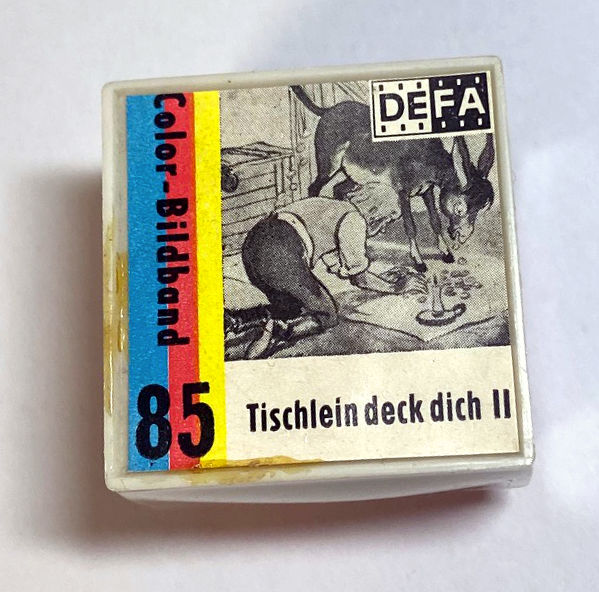 DEFA
Color-Bildband
85
Tischlein deck dich II